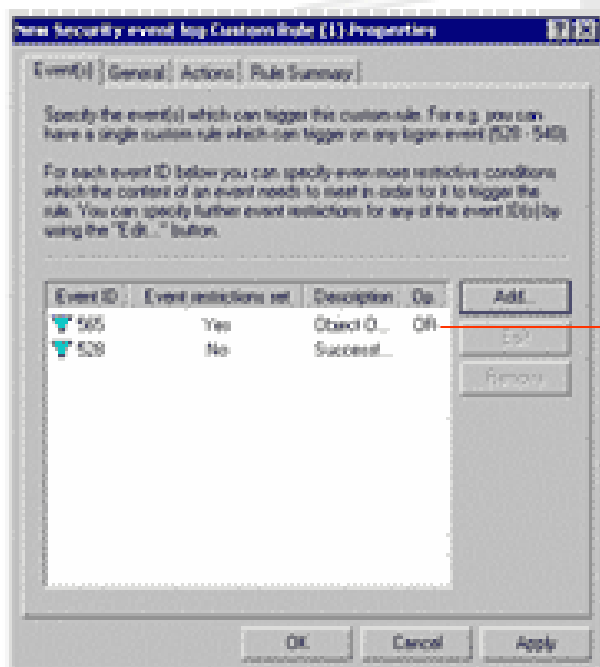 New Security event log Custom Rule (1) Properties
Event(s) General Actions Rule Summary
Specify the event(s) which can trigger this custom rule. For e.g. you can
have a single custom rule which can trigger on any logon event (528 - 540).
For each event ID below you can specify even more restrictive conditions
which the content of an event needs to meet in order for it to trigger the
rule. You can specify further event restrictions for any of the event ID(s) by
using the "Edit..." button.
Event ID Event restrictions set Description Op.
565 Yes Object O... OR
528 No Successf...
Add...
Edit
Remove
OK Cancel Apply